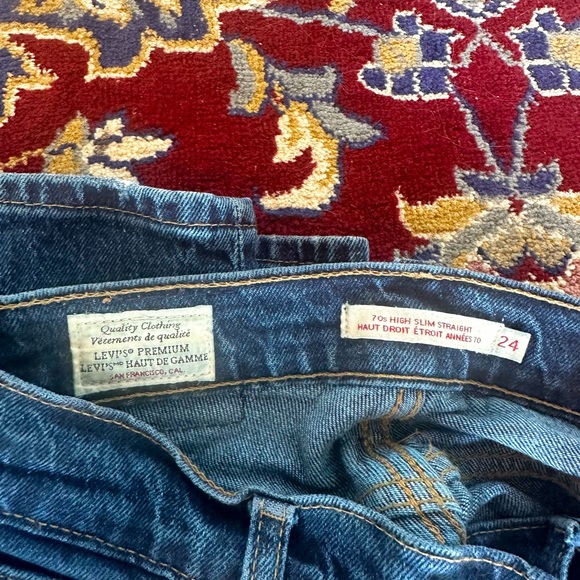 Quality Clothing
Vêtements de qualité
LEVI'S® PREMIUM
LEVI'Sᴹᴰ HAUT DE GAMME
SAN FRANCISCO, CAL
70s HIGH SLIM STRAIGHT
HAUT DROIT ÉTROIT ANNÉES 70
24